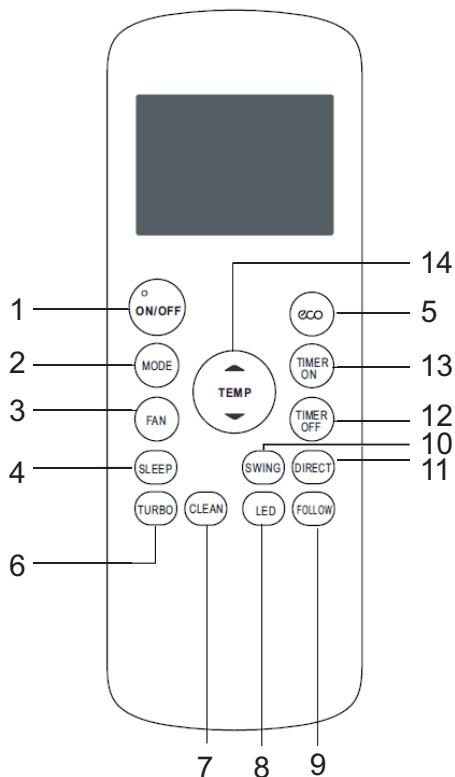 14
1
ON/OFF
eco
5
2
MODE
TEMP
TIMER
ON
13
3
FAN
TIMER
OFF
12
10
4
SLEEP
SWING
DIRECT
11
6
TURBO
CLEAN
LED
FOLLOW
7
8
9